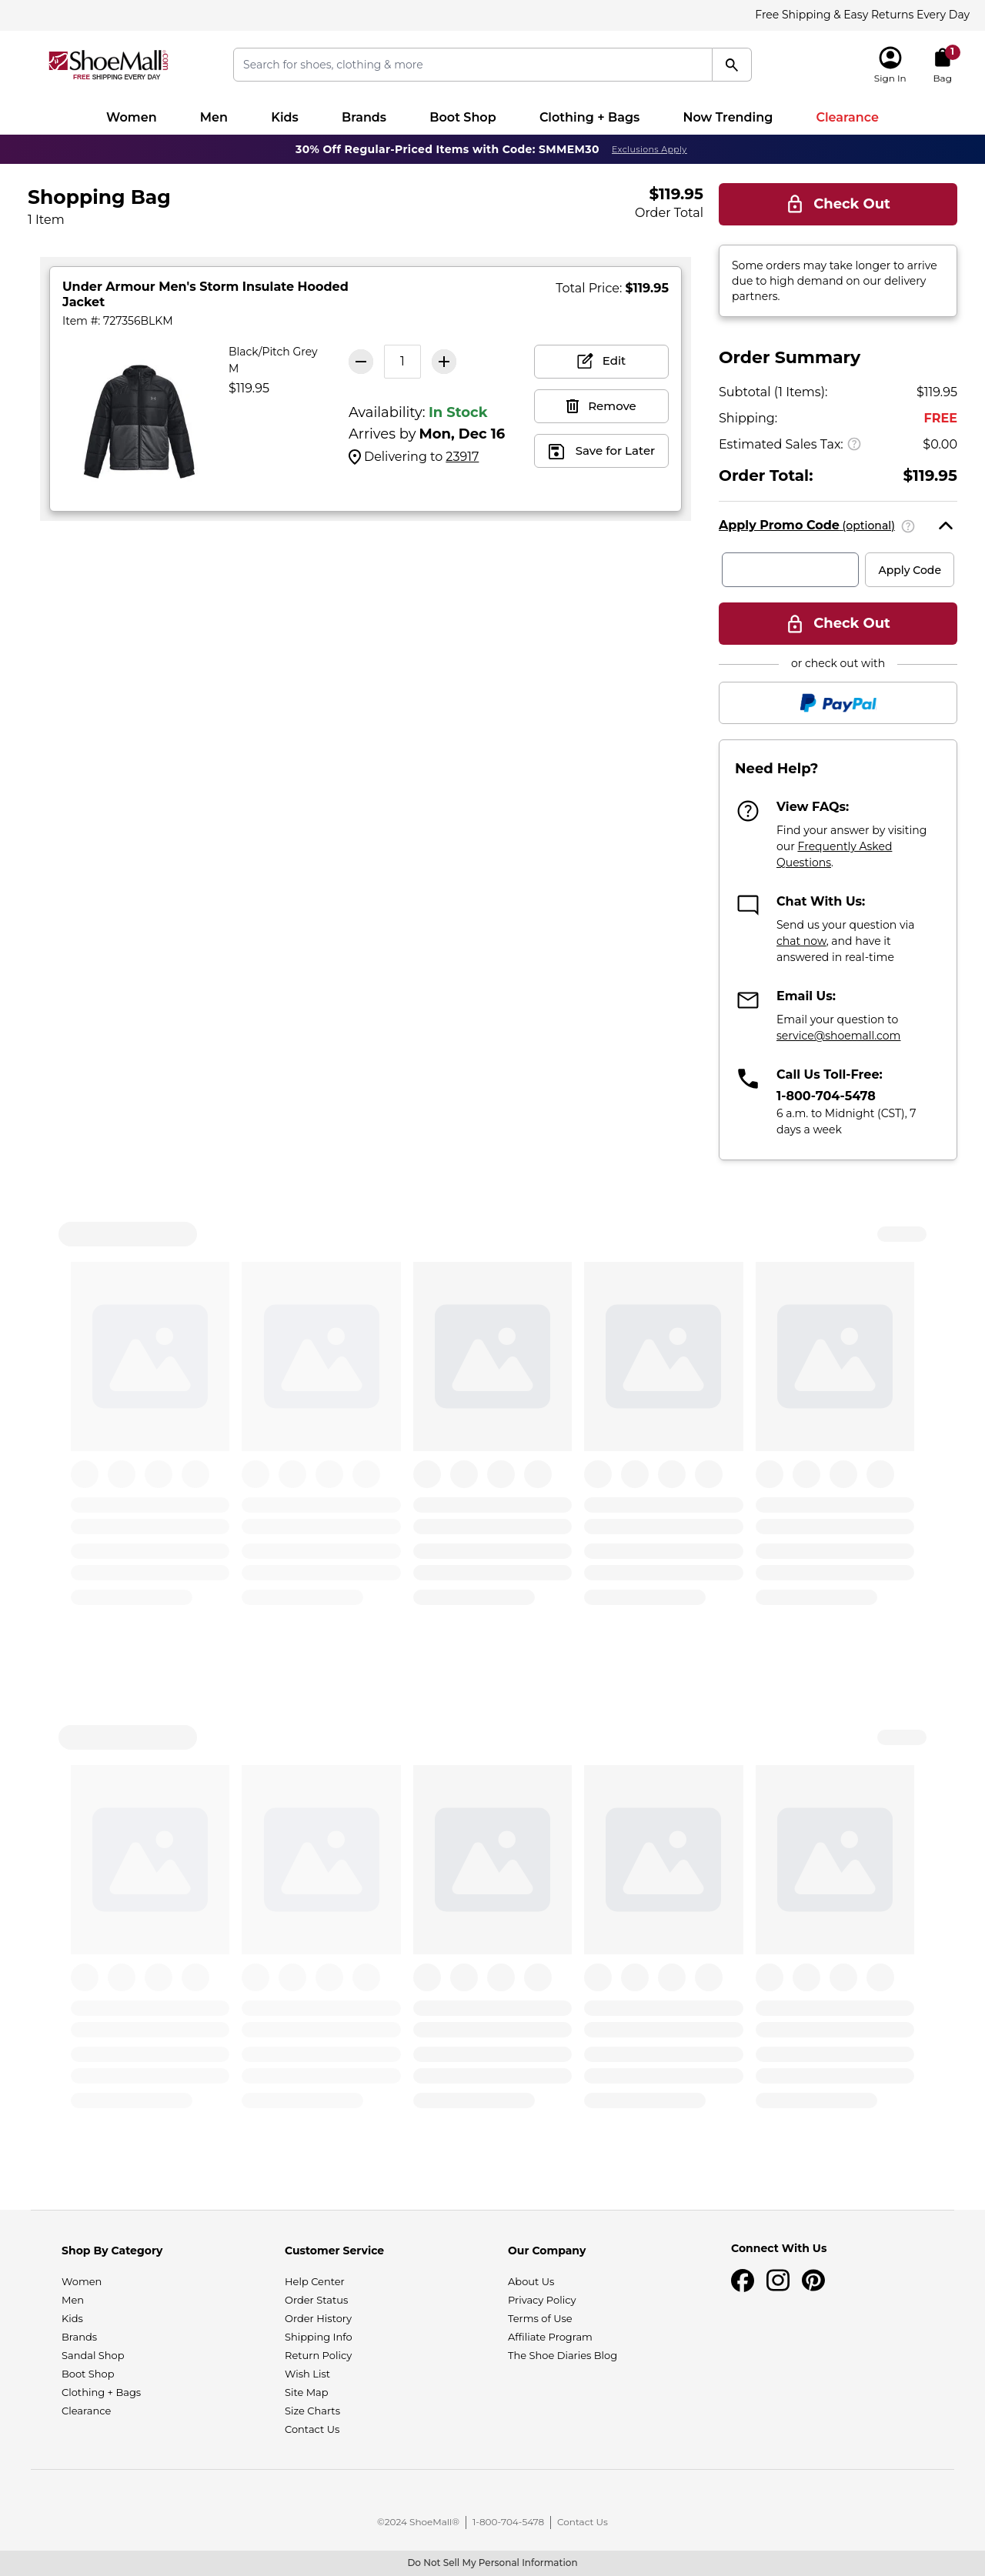 Free Shipping & Easy Returns Every Day
ShoeMall.com
FREE SHIPPING EVERY DAY
Search for shoes, clothing & more
Sign In
1
Bag
Women Men Kids Brands Boot Shop Clothing + Bags Now Trending Clearance
30% Off Regular-Priced Items with Code: SMMEM30 Exclusions Apply
Shopping Bag
1 Item
$119.95
Order Total
Check Out
Some orders may take longer to arrive
due to high demand on our delivery
partners.
Under Armour Men's Storm Insulate Hooded
Jacket
Item #: 727356BLKM
Total Price: $119.95
Black/Pitch Grey
M
$119.95
1
Availability: In Stock
Arrives by Mon, Dec 16
Delivering to 23917
Edit
Remove
Save for Later
Order Summary
Subtotal (1 Items): $119.95
Shipping: FREE
Estimated Sales Tax: ? $0.00
Order Total: $119.95
Apply Promo Code (optional) ?
Apply Code
Check Out
or check out with
PayPal
Need Help?
View FAQs:
Find your answer by visiting
our Frequently Asked
Questions.
Chat With Us:
Send us your question via
chat now, and have it
answered in real-time
Email Us:
Email your question to
service@shoemall.com
Call Us Toll-Free:
1-800-704-5478
6 a.m. to Midnight (CST), 7
days a week
Shop By Category
Women
Men
Kids
Brands
Sandal Shop
Boot Shop
Clothing + Bags
Clearance
Customer Service
Help Center
Order Status
Order History
Shipping Info
Return Policy
Wish List
Site Map
Size Charts
Contact Us
Our Company
About Us
Privacy Policy
Terms of Use
Affiliate Program
The Shoe Diaries Blog
Connect With Us
©2024 ShoeMall® 1-800-704-5478 Contact Us
Do Not Sell My Personal Information